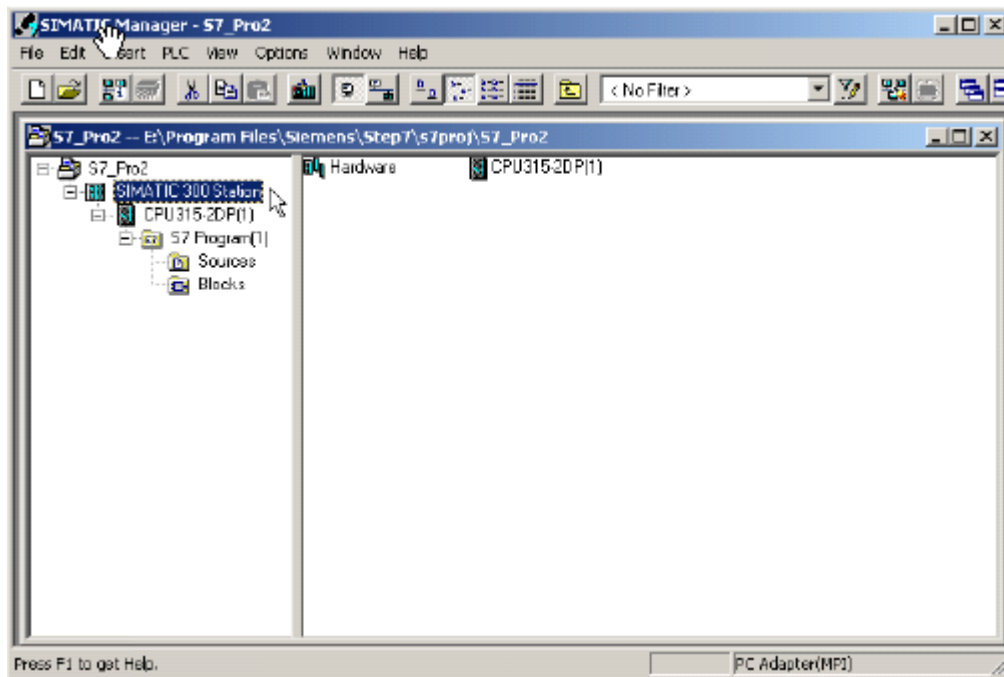 SIMATIC Manager - S7_Pro2
File Edit Insert PLC View Options Window Help
< No Filter >
S7_Pro2 -- E:\Program Files\Siemens\Step7\s7proj\S7_Pro2
S7_Pro2
SIMATIC 300 Station
CPU315-2DP(1)
S7 Program(1)
Sources
Blocks
Hardware CPU315-2DP(1)
Press F1 to get Help. PC Adapter(MPI)